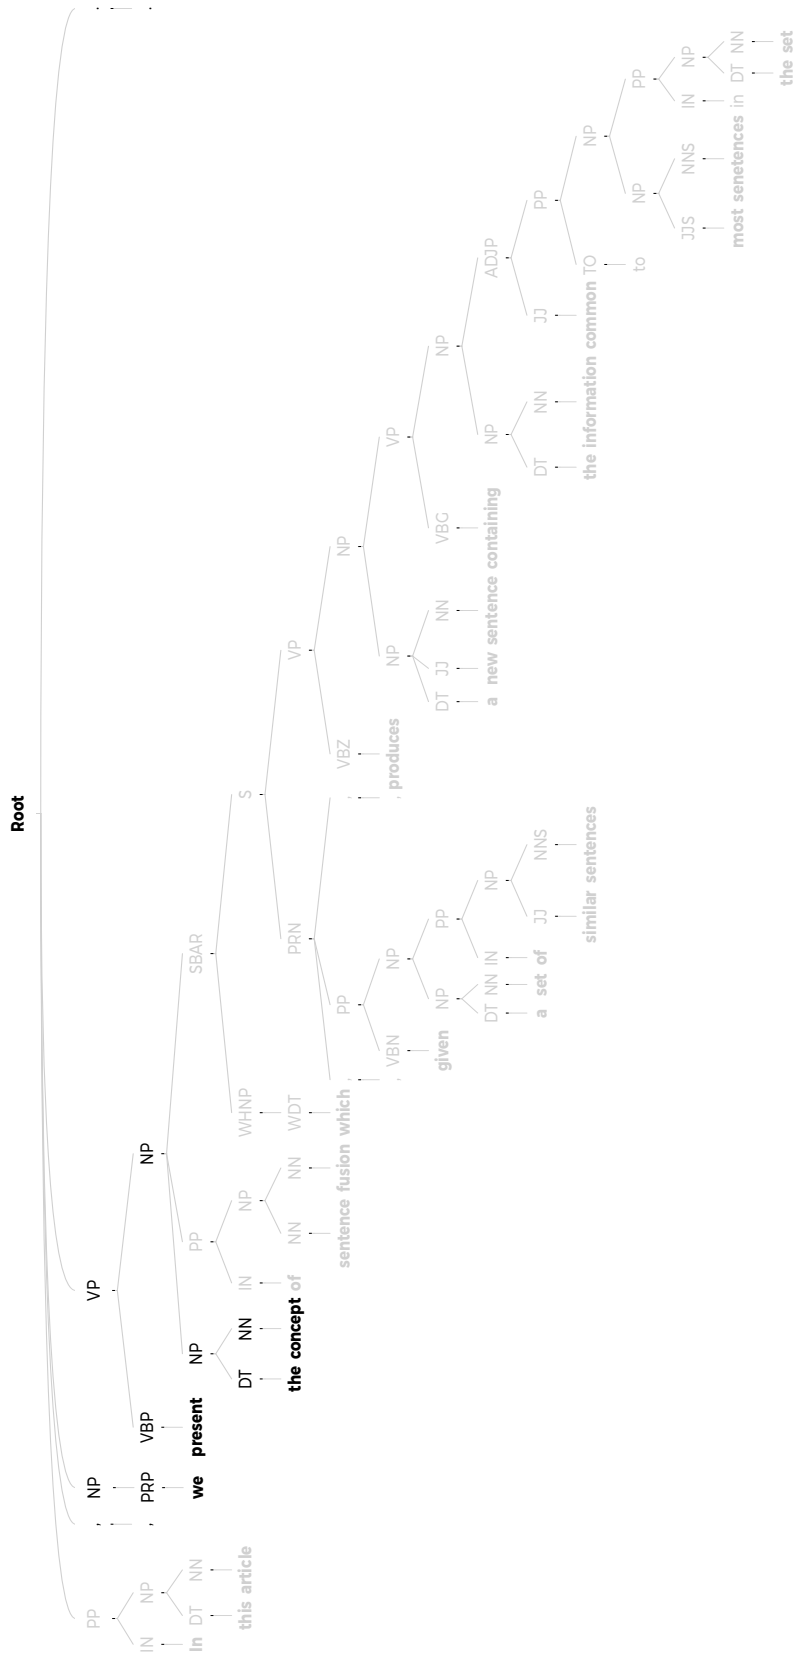 Root
PP , NP VP .
IN NP , PRP VBP NP .
In DT NN we present NP PP SBAR
this article DT NN IN NP WHNP S
the concept of NN NN WDT PRN VP
sentence fusion which PP VBZ NP
VBN NP produces NP VP
given NP PP DT JJ NN VBG NP
DT NN IN NP a new sentence containing NP ADJP
a set of JJ NNS DT NN JJ PP
similar sentences the information common TO NP
to NP PP
JJS NNS IN NP
most senetences in DT NN
the set